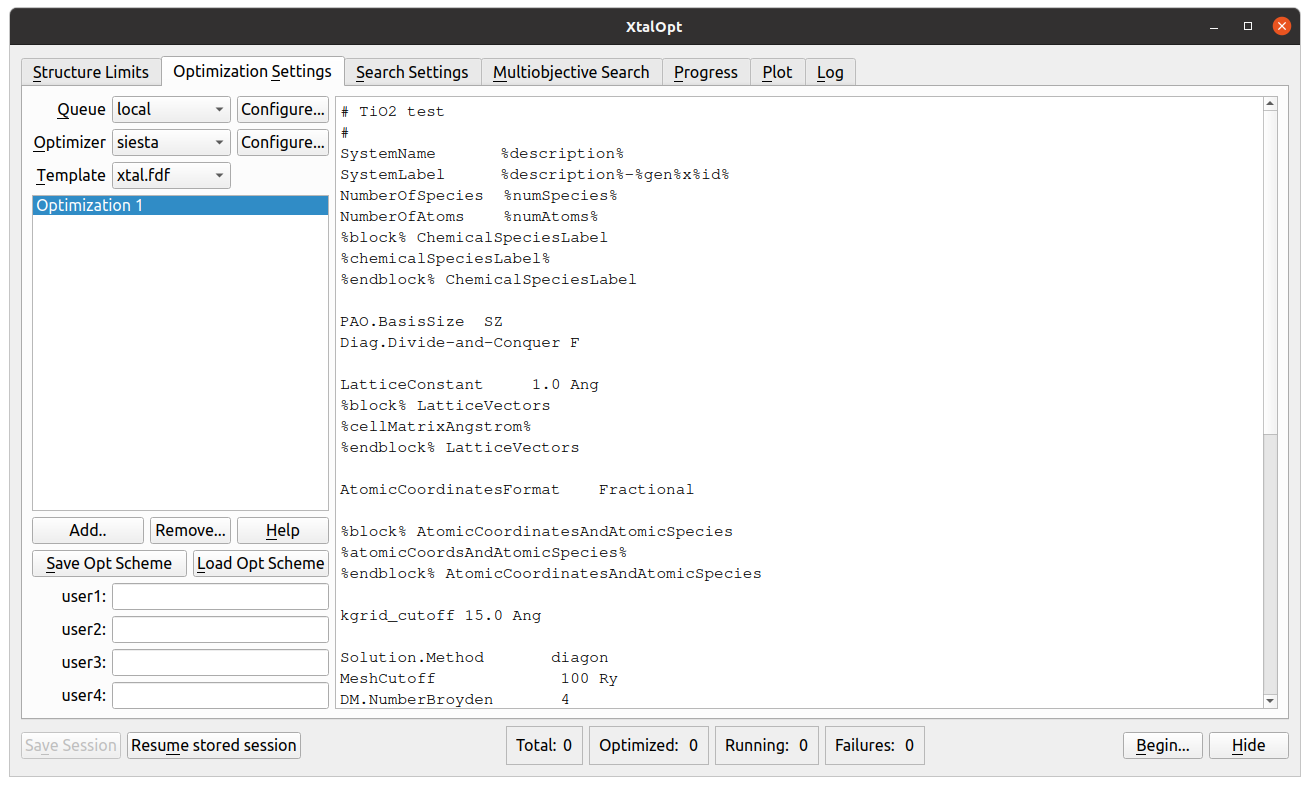 XtalOpt
Structure Limits Optimization Settings Search Settings Multiobjective Search Progress Plot Log
Queue local Configure...
Optimizer siesta Configure...
Template xtal.fdf
Optimization 1
Add.. Remove... Help
Save Opt Scheme Load Opt Scheme
user1:
user2:
user3:
user4:
# TiO2 test
#
SystemName %description%
SystemLabel %description%-%gen%x%id%
NumberOfSpecies %numSpecies%
NumberOfAtoms %numAtoms%
%block% ChemicalSpeciesLabel
%chemicalSpeciesLabel%
%endblock% ChemicalSpeciesLabel
PAO.BasisSize SZ
Diag.Divide-and-Conquer F
LatticeConstant 1.0 Ang
%block% LatticeVectors
%cellMatrixAngstrom%
%endblock% LatticeVectors
AtomicCoordinatesFormat Fractional
%block% AtomicCoordinatesAndAtomicSpecies
%atomicCoordsAndAtomicSpecies%
%endblock% AtomicCoordinatesAndAtomicSpecies
kgrid_cutoff 15.0 Ang
Solution.Method diagon
MeshCutoff 100 Ry
DM.NumberBroyden 4
Save Session Resume stored session Total: 0 Optimized: 0 Running: 0 Failures: 0 Begin... Hide